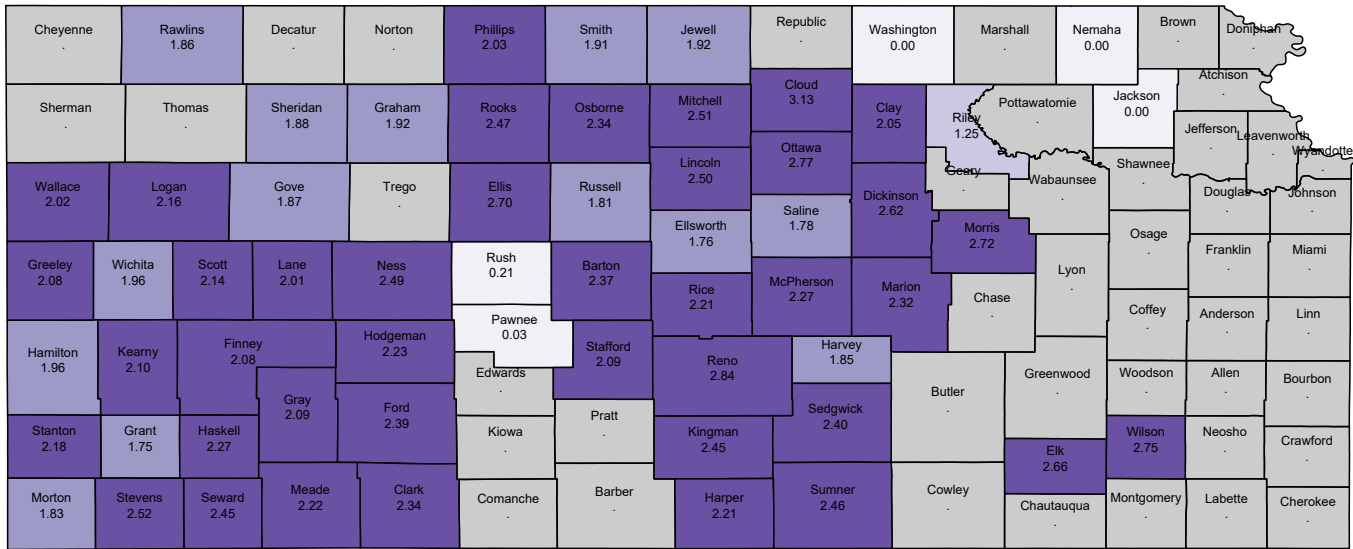 Cheyenne
.
Rawlins
1.86
Decatur
.
Norton
.
Phillips
2.03
Smith
1.91
Jewell
1.92
Republic
.
Washington
0.00
Marshall
.
Nemaha
0.00
Brown
.
Doniphan
.
Sherman
.
Thomas
.
Sheridan
1.88
Graham
1.92
Rooks
2.47
Osborne
2.34
Mitchell
2.51
Cloud
3.13
Clay
2.05
Riley
1.25
Pottawatomie
.
Jackson
0.00
Atchison
.
Jefferson
.
Leavenworth
.
Wyandotte
.
Wallace
2.02
Logan
2.16
Gove
1.87
Trego
.
Ellis
2.70
Russell
1.81
Lincoln
2.50
Ottawa
2.77
Dickinson
2.62
Geary
.
Wabaunsee
.
Shawnee
.
Douglas
.
Johnson
.
Ellsworth
1.76
Saline
1.78
Morris
2.72
Osage
.
Greeley
2.08
Wichita
1.96
Scott
2.14
Lane
2.01
Ness
2.49
Rush
0.21
Barton
2.37
Rice
2.21
McPherson
2.27
Marion
2.32
Chase
.
Lyon
.
Franklin
.
Miami
.
Pawnee
0.03
Coffey
.
Anderson
.
Linn
.
Hamilton
1.96
Kearny
2.10
Finney
2.08
Hodgeman
2.23
Stafford
2.09
Reno
2.84
Harvey
1.85
Edwards
.
Butler
.
Greenwood
.
Woodson
.
Allen
.
Bourbon
.
Gray
2.09
Ford
2.39
Pratt
.
Sedgwick
2.40
Stanton
2.18
Grant
1.75
Haskell
2.27
Kiowa
.
Kingman
2.45
Elk
2.66
Wilson
2.75
Neosho
.
Crawford
.
Morton
1.83
Stevens
2.52
Seward
2.45
Meade
2.22
Clark
2.34
Comanche
.
Barber
.
Harper
2.21
Sumner
2.46
Cowley
.
Chautauqua
.
Montgomery
.
Labette
.
Cherokee
.